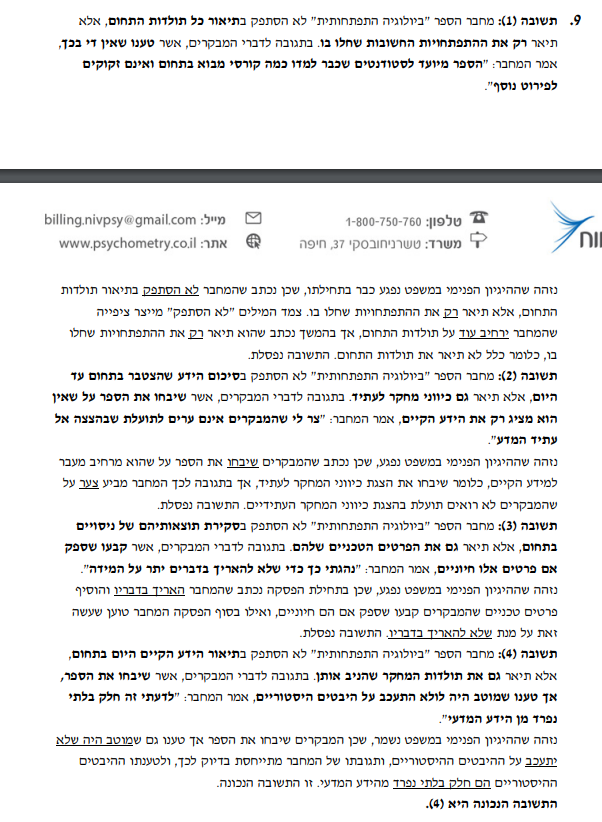 9. תשובה (1): מחבר הספר "ביולוגיה התפתחותית" לא הסתפק בתיאור כל תולדות התחום, אלא
תיאר רק את ההתפתחויות החשובות שחלו בו. בתגובה לדברי המבקרים, אשר טענו שאין די בכך,
אמר המחבר: "הספר מיועד לסטודנטים שכבר למדו כמה קורסי מבוא בתחום ואינם זקוקים
לפירוט נוסף".
טלפון: 1-800-750-760
מייל: billing.nivpsy@gmail.com
משרד: טשרניחובסקי 37, חיפה
אתר: www.psychometry.co.il
נזהה שההיגיון הפנימי במשפט נפגע כבר בתחילתו, שכן נכתב שהמחבר לא הסתפק בתיאור תולדות
התחום, אלא תיאר רק את ההתפתחויות שחלו בו. צמד המילים "לא הסתפק" מייצר ציפייה
שהמחבר ירחיב עוד על תולדות התחום, אך בהמשך נכתב שהוא תיאר רק את ההתפתחויות שחלו
בו, כלומר כלל לא תיאר את תולדות התחום. התשובה נפסלת.
תשובה (2): מחבר הספר "ביולוגיה התפתחותית" לא הסתפק בסיכום הידע שהצטבר בתחום עד
היום, אלא תיאר גם כיווני מחקר לעתיד. בתגובה לדברי המבקרים, אשר שיבחו את הספר על שאין
הוא מציג רק את הידע הקיים, אמר המחבר: "צר לי שהמבקרים אינם ערים לתועלת שבהצצה אל
עתיד המדע".
נזהה שההיגיון הפנימי במשפט נפגע, שכן נכתב שהמבקרים שיבחו את הספר על שהוא מרחיב מעבר
למידע הקיים, כלומר שיבחו את הצגת כיווני המחקר לעתיד, אך בתגובה לכך המחבר מביע צער על
שהמבקרים לא רואים תועלת בהצגת כיווני המחקר העתידיים. התשובה נפסלת.
תשובה (3): מחבר הספר "ביולוגיה התפתחותית" לא הסתפק בסקירת תוצאותיהם של ניסויים
בתחום, אלא תיאר גם את הפרטים הטכניים שלהם. בתגובה לדברי המבקרים, אשר קבעו שספק
אם פרטים אלו חיוניים, אמר המחבר: "נהגתי כך כדי שלא להאריך בדברים יתר על המידה".
נזהה שההיגיון הפנימי במשפט נפגע, שכן בתחילת הפסקה נכתב שהמחבר האריך בדבריו והוסיף
פרטים טכניים שהמבקרים קבעו שספק אם הם חיוניים, ואילו בסוף הפסקה המחבר טוען שעשה
זאת על מנת שלא להאריך בדבריו. התשובה נפסלת.
תשובה (4): מחבר הספר "ביולוגיה התפתחותית" לא הסתפק בתיאור הידע הקיים היום בתחום,
אלא תיאר גם את תולדות המחקר שהניב אותן. בתגובה לדברי המבקרים, אשר שיבחו את הספר,
אך טענו שמוטב היה לולא התעכב על היבטים היסטוריים, אמר המחבר: "לדעתי זה חלק בלתי
נפרד מן הידע המדעי".
נזהה שההיגיון הפנימי במשפט נשמר, שכן המבקרים שיבחו את הספר אך טענו גם שמוטב היה שלא
יתעכב על ההיבטים ההיסטוריים, ותגובתו של המחבר מתייחסת בדיוק לכך, ולטענתו ההיבטים
ההיסטוריים הם חלק בלתי נפרד מהידע המדעי. זו התשובה הנכונה.
התשובה הנכונה היא (4).